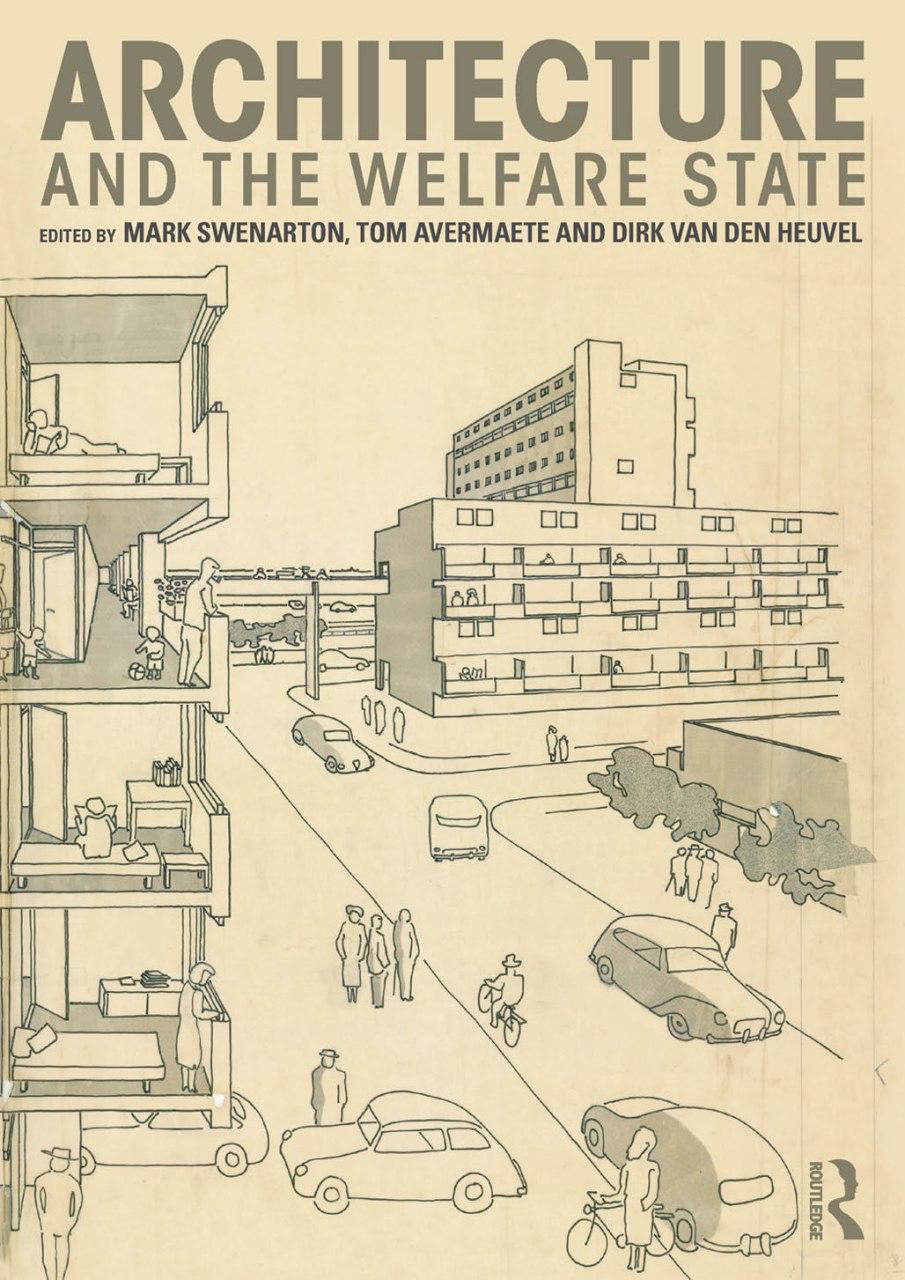 ARCHITECTURE
AND THE WELFARE STATE
EDITED BY MARK SWENARTON, TOM AVERMAETE AND DIRK VAN DEN HEUVEL
ROUTLEDGE